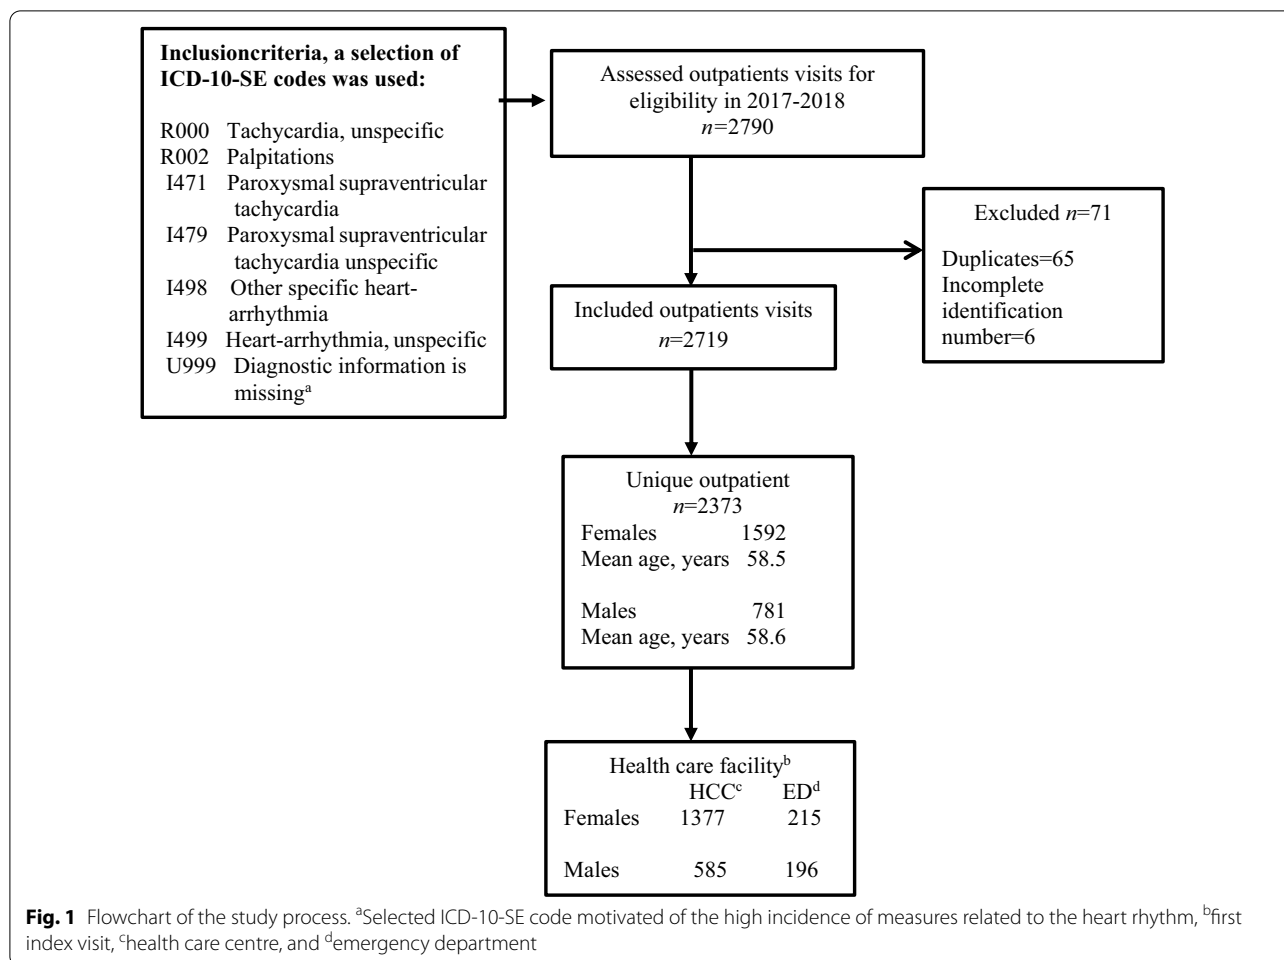 Inclusioncriteria, a selection of
ICD-10-SE codes was used:
R000 Tachycardia, unspecific
R002 Palpitations
I471 Paroxysmal supraventricular
tachycardia
I479 Paroxysmal supraventricular
tachycardia unspecific
I498 Other specific heart-
arrhythmia
I499 Heart-arrhythmia, unspecific
U999 Diagnostic information is
missingᵃ
Assessed outpatients visits for
eligibility in 2017-2018
n=2790
Excluded n=71
Duplicates=65
Incomplete
identification
number=6
Included outpatients visits
n=2719
Unique outpatient
n=2373
Females 1592
Mean age, years 58.5
Males 781
Mean age, years 58.6
Health care facilityᵇ
HCCᶜ EDᵈ
Females 1377 215
Males 585 196
Fig. 1 Flowchart of the study process. ᵃSelected ICD-10-SE code motivated of the high incidence of measures related to the heart rhythm, ᵇfirst
index visit, ᶜhealth care centre, and ᵈemergency department